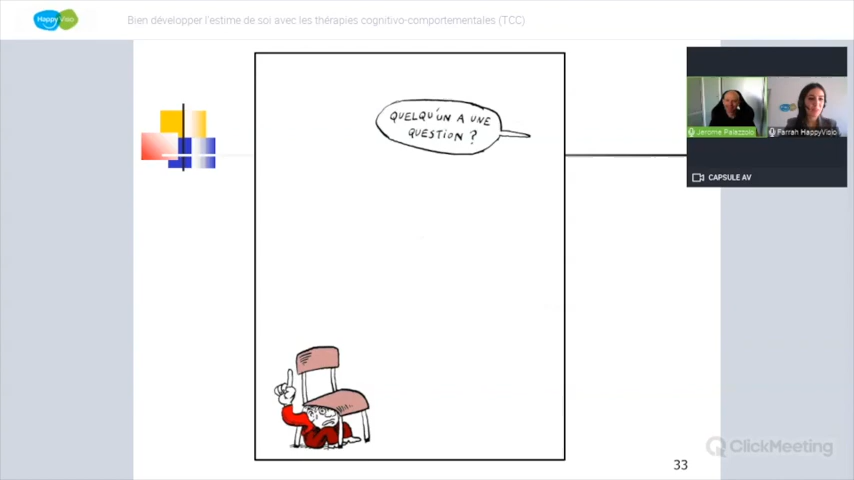 HappyVisio
Bien développer l'estime de soi avec les thérapies cognitivo-comportementales (TCC)
QUELQU'UN A UNE
QUESTION ?
Jerome Palazzolo
Farrah HappyVisio
CAPSULE AV
33
ClickMeeting